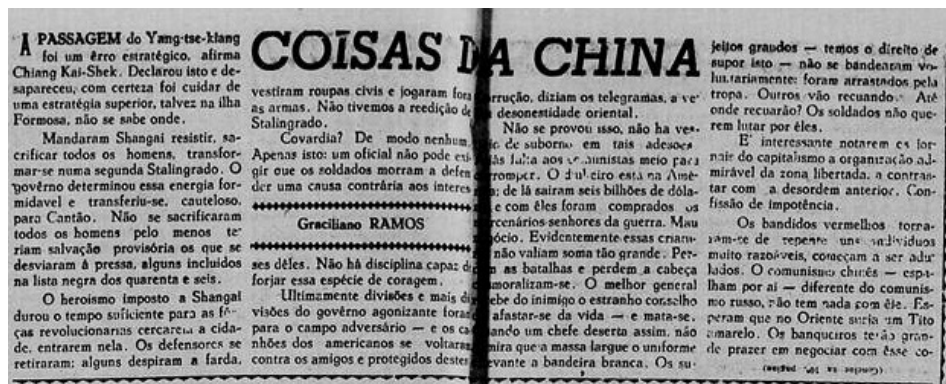 COISAS DA CHINA
A PASSAGEM do Yang-tse-kiang
foi um êrro estratégico, afirma
Chiang Kai-Shek. Declarou isto e de-
sapareceu, com certeza foi cuidar de
uma estratégia superior, talvez na ilha
Formosa, não se sabe onde.
Mandaram Shangai resistir, sa-
crificar todos os homens, transfor-
mar-se numa segunda Stalingrado. O
govêrno determinou essa energia for-
midavel e transferiu-se, cauteloso,
para Cantão. Não se sacrificaram
todos os homens pelo menos te
riam salvação provisória os que se
desviaram à pressa, alguns incluidos
na lista negra dos quarenta e seis.
O heroismo imposto a Shangai
durou o tempo suficiente para as fôr-
ças revolucionarias cercarem a cida-
de, entrarem nela. Os defensores se
retiraram; alguns despiram a farda,
vestiram roupas civis e jogaram fora
as armas. Não tivemos a reedição de
Stalingrado.
Covardia? De modo nenhum.
Apenas isto: um oficial não pode exi-
gir que os soldados morram a defen
der uma causa contrária aos interes
Graciliano RAMOS
ses dêles. Não há disciplina capaz de
forjar essa espécie de coragem.
Ultimamente divisões e mais di
visões do govêrno agonizante foram
para o campo adversário — e os ca
nhões dos americanos se voltaram
contra os amigos e protegidos destes
rrução, diziam os telegramas, a ve
a desonestidade oriental.
Não se provou isso, não ha ves-
de suborno em tais adesões
falta aos comunistas meio para
romper. O dinheiro está na Amé-
a; de lá sairam seis bilhões de dóla-
e com êles foram comprados os
rcenários senhores da guerra. Mau
gócio. Evidentemente essas criatu-
não valiam soma tão grande. Per-
m as batalhas e perdem a cabeça
moralizam-se. O melhor general
ebe do inimigo o estranho conselho
afastar-se da vida — e mata-se.
ando um chefe deserta assim, não
mira que a massa largue o uniforme
evante a bandeira branca. Os su-
jeitos graudos — temos o direito de
supor isto — não se bandearam vo-
luntariamente: foram arrastados pela
tropa. Outros vão recuando. Até
onde recuarão? Os soldados não que-
rem lutar por êles.
E' interessante notarem os jor-
nais do capitalismo a organização ad-
mirável da zona libertada, a contras-
tar com a desordem anterior. Con-
fissão de impotência.
Os bandidos vermelhos torna-
ram-se de repente uns individuos
muito razoáveis, começam a ser adu-
lados. O comunismo chinês — espa-
lham por aí — diferente do comunis-
mo russo, não tem nada com êle. Es-
peram que no Oriente surja um Tito
amarelo. Os banqueiros terão gran-
de prazer em negociar com êsse co-